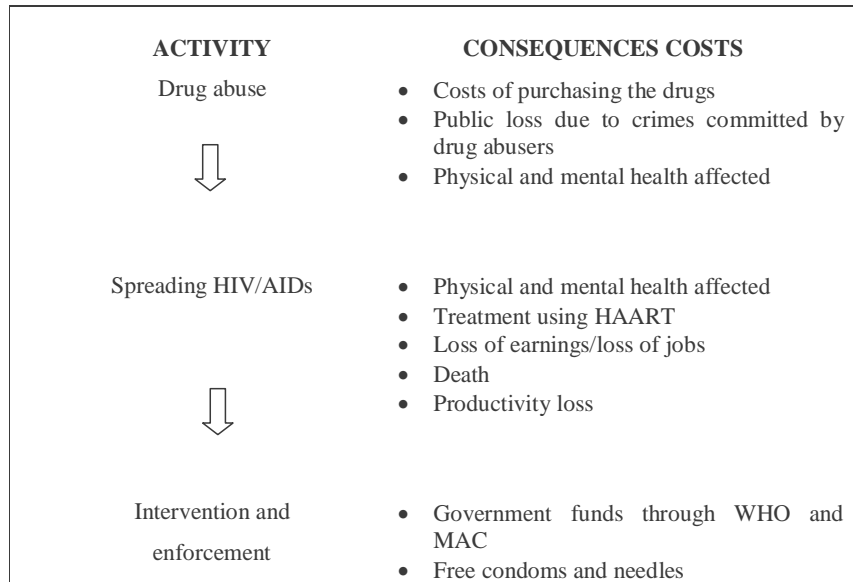 ACTIVITY CONSEQUENCES COSTS
Drug abuse
• Costs of purchasing the drugs
• Public loss due to crimes committed by
drug abusers
• Physical and mental health affected
Spreading HIV/AIDs
• Physical and mental health affected
• Treatment using HAART
• Loss of earnings/loss of jobs
• Death
• Productivity loss
Intervention and
enforcement
• Government funds through WHO and
MAC
• Free condoms and needles